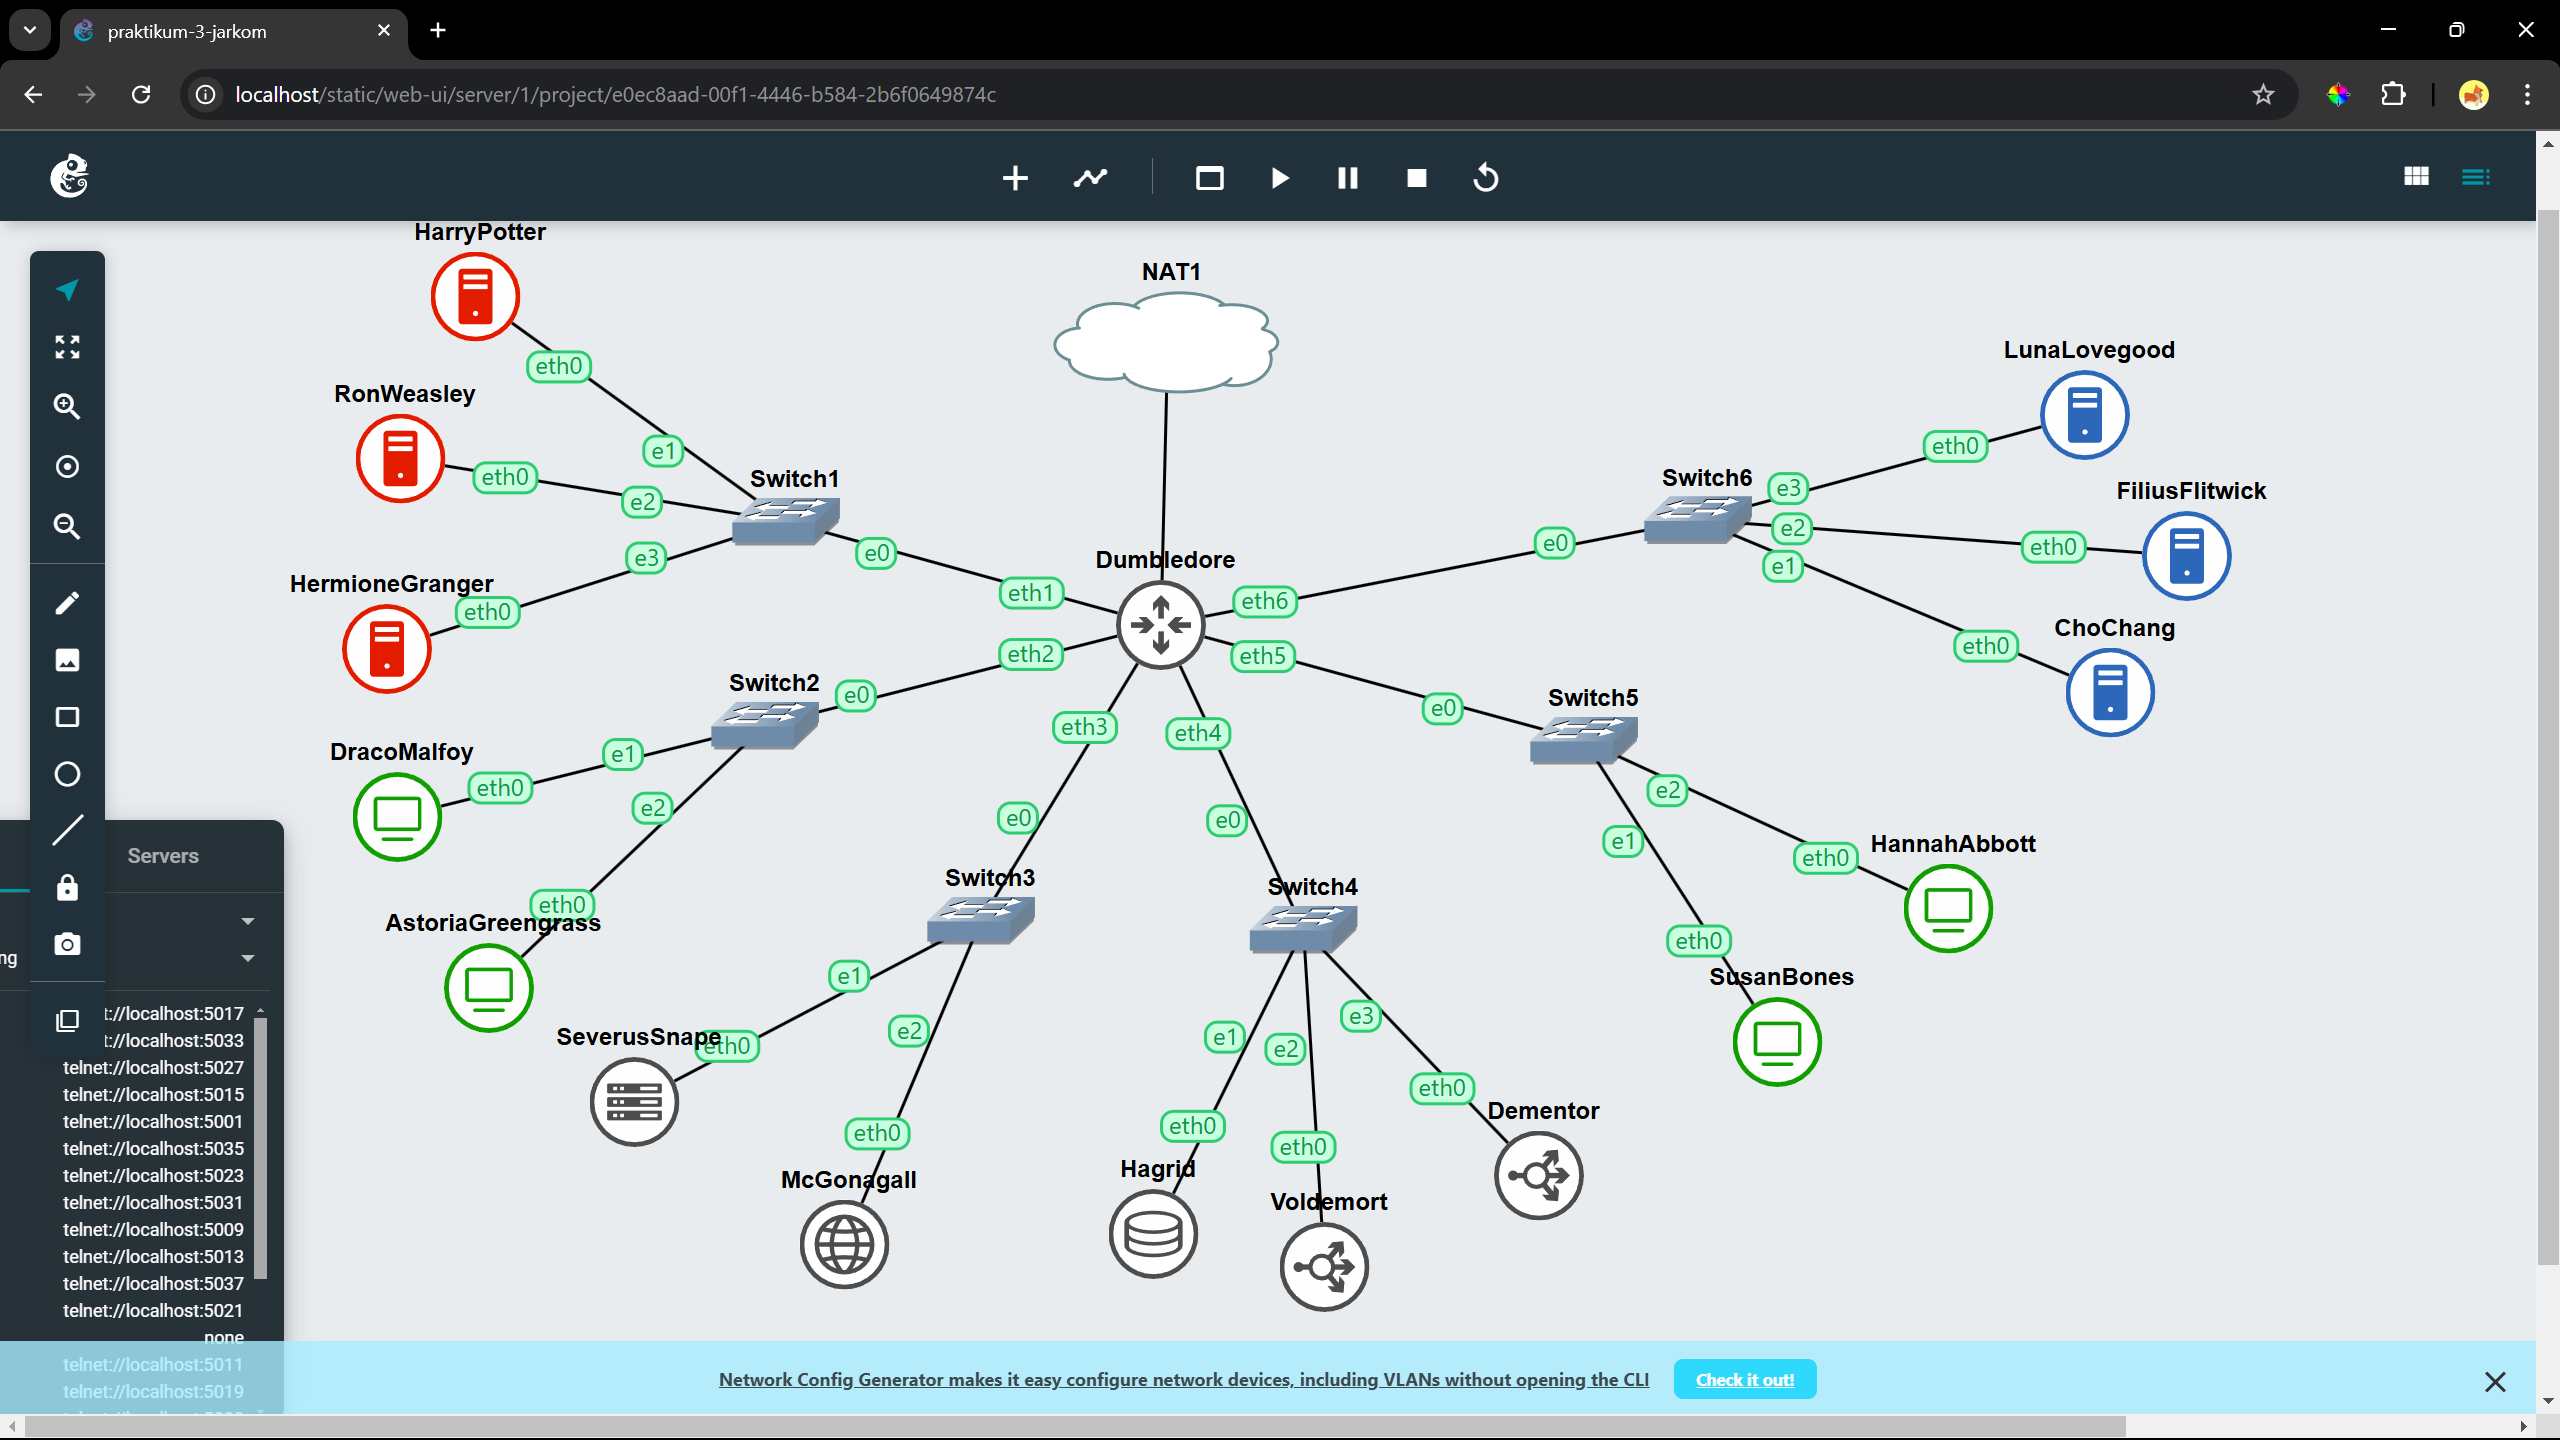 praktikum-3-jarkom
localhost/static/web-ui/server/1/project/e0ec8aad-00f1-4446-b584-2b6f0649874c
HarryPotter
NAT1
LunaLovegood
eth0
RonWeasley
eth0
e1
Switch1
Switch6
e3
FiliusFlitwick
eth0
e2
e2
e0
e0
eth0
e3
Dumbledore
e1
HermioneGranger
eth0
eth1
eth6
ChoChang
eth2
eth5
eth0
Switch2
e0
Switch5
e0
eth3
eth4
DracoMalfoy
e1
eth0
e2
e2
e0
e0
e1
HannahAbbott
Servers
eth0
Switch3
Switch4
eth0
AstoriaGreengrass
eth0
ng
e1
SusanBones
t://localhost:5017
e3
SeverusSnape
eth0
e2
e1
e2
t://localhost:5033
telnet://localhost:5027
telnet://localhost:5015
eth0
Dementor
telnet://localhost:5001
eth0
eth0
eth0
telnet://localhost:5035
McGonagall
Hagrid
Voldemort
telnet://localhost:5023
telnet://localhost:5031
telnet://localhost:5009
telnet://localhost:5013
telnet://localhost:5037
telnet://localhost:5021
none
telnet://localhost:5011
telnet://localhost:5019
Network Config Generator makes it easy configure network devices, including VLANs without opening the CLI
Check it out!